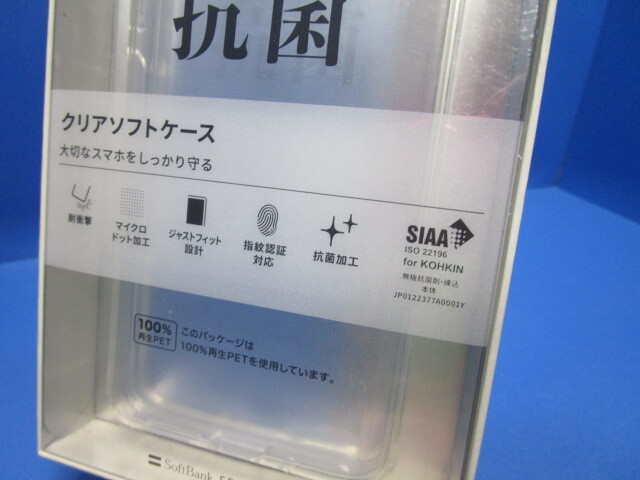 抗菌
クリアソフトケース
大切なスマホをしっかり守る
耐衝撃
マイクロ
ドット加工
ジャストフィット
設計
指紋認証
対応
抗菌加工
SIAA
ISO 22196
for KOHKIN
無機抗菌剤・練込
本体
JP0122377A0001Y
100%
再生PET
このパッケージは
100%再生PETを使用しています。
SoftBank